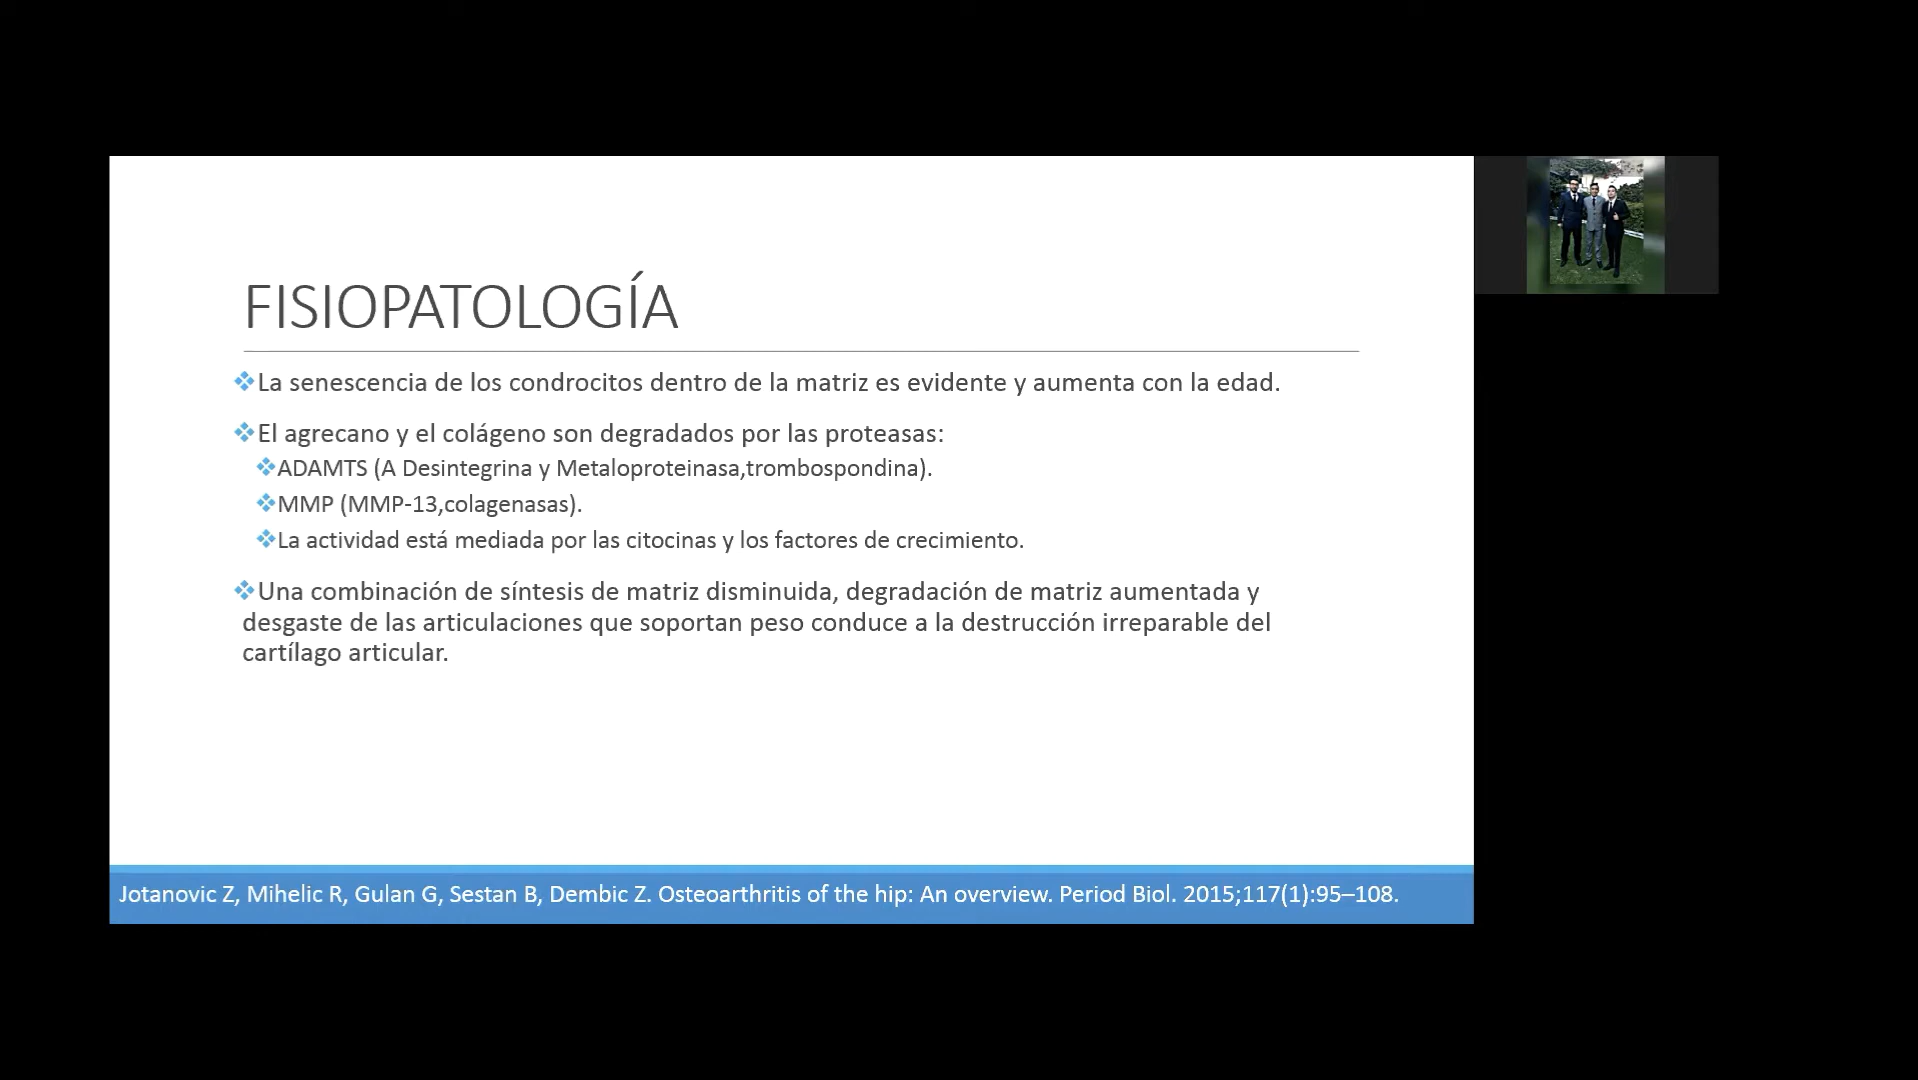 FISIOPATOLOGÍA
La senescencia de los condrocitos dentro de la matriz es evidente y aumenta con la edad.
El agrecano y el colágeno son degradados por las proteasas:
ADAMTS (A Desintegrina y Metaloproteinasa,trombospondina).
MMP (MMP-13,colagenasas).
La actividad está mediada por las citocinas y los factores de crecimiento.
Una combinación de síntesis de matriz disminuida, degradación de matriz aumentada y
desgaste de las articulaciones que soportan peso conduce a la destrucción irreparable del
cartílago articular.
Jotanovic Z, Mihelic R, Gulan G, Sestan B, Dembic Z. Osteoarthritis of the hip: An overview. Period Biol. 2015;117(1):95–108.